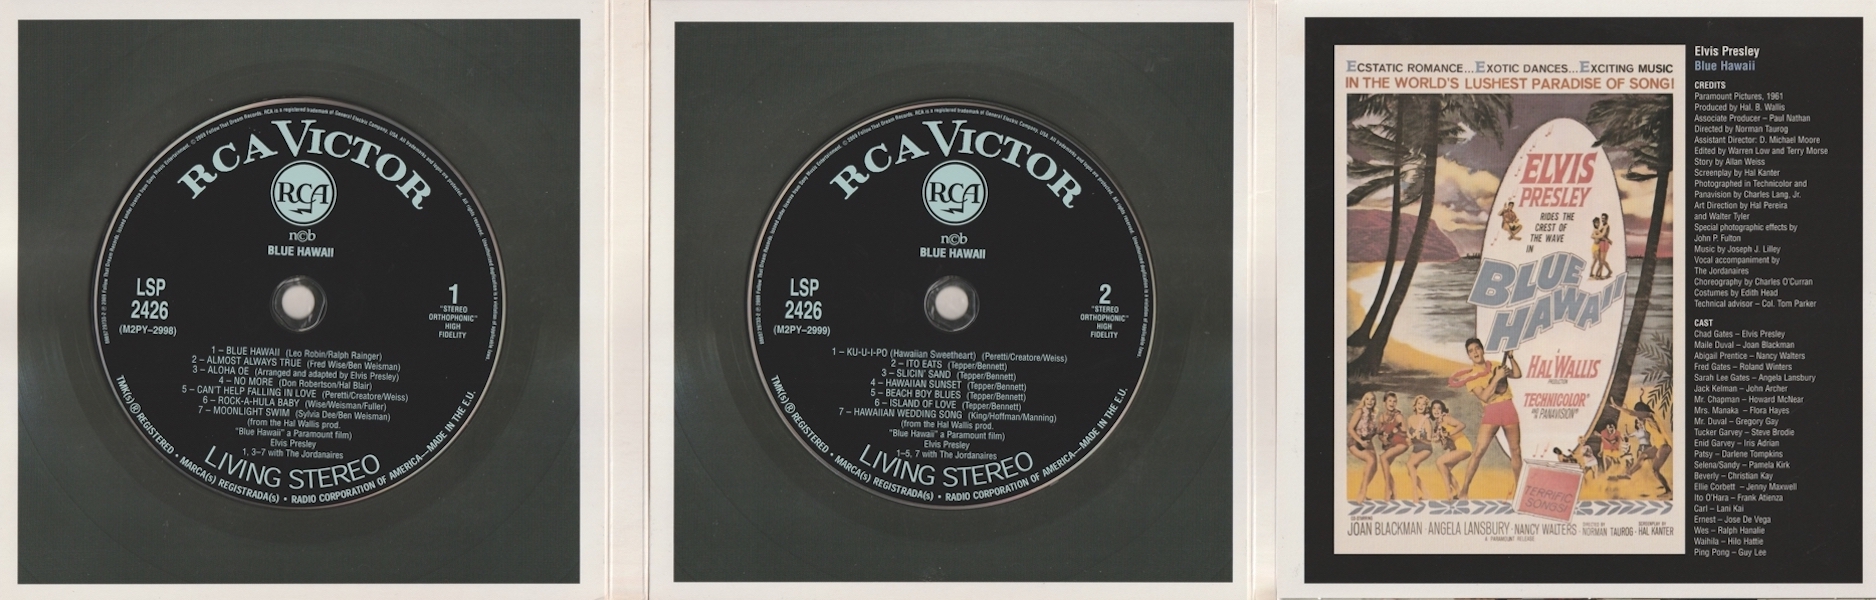 RCA VICTOR
RCA
n©b
BLUE HAWAII
LSP
2426
(M2PY–2998)
1
"STEREO
ORTHOPHONIC"
HIGH
FIDELITY
1 – BLUE HAWAII (Leo Robin/Ralph Rainger)
2 – ALMOST ALWAYS TRUE (Fred Wise/Ben Weisman)
3 – ALOHA OE (Arranged and adapted by Elvis Presley)
4 – NO MORE (Don Robertson/Hal Blair)
5 – CAN'T HELP FALLING IN LOVE (Peretti/Creatore/Weiss)
6 – ROCK-A-HULA BABY (Wise/Weisman/Fuller)
7 – MOONLIGHT SWIM (Sylvia Dee/Ben Weisman)
(from the Hal Wallis prod.
"Blue Hawaii" a Paramount film)
Elvis Presley
1, 3–7 with The Jordanaires
LIVING STEREO
TMK(s) ® REGISTERED • MARCA(s) REGISTRADA(s) • RADIO CORPORATION OF AMERICA—MADE IN THE E.U.
RCA VICTOR
RCA
n©b
BLUE HAWAII
LSP
2426
(M2PY–2999)
2
"STEREO
ORTHOPHONIC"
HIGH
FIDELITY
1 – KU-U-I-PO (Hawaiian Sweetheart) (Peretti/Creatore/Weiss)
2 – ITO EATS (Tepper/Bennett)
3 – SLICIN' SAND (Tepper/Bennett)
4 – HAWAIIAN SUNSET (Tepper/Bennett)
5 – BEACH BOY BLUES (Tepper/Bennett)
6 – ISLAND OF LOVE (Tepper/Bennett)
7 – HAWAIIAN WEDDING SONG (King/Hoffman/Manning)
(from the Hal Wallis prod.
"Blue Hawaii" a Paramount film)
Elvis Presley
1–5, 7 with The Jordanaires
LIVING STEREO
TMK(s) ® REGISTERED • MARCA(s) REGISTRADA(s) • RADIO CORPORATION OF AMERICA—MADE IN THE E.U.
ECSTATIC ROMANCE...EXOTIC DANCES...EXCITING MUSIC
IN THE WORLD'S LUSHEST PARADISE OF SONG!
ELVIS
PRESLEY
RIDES THE
CREST OF
THE WAVE
IN
BLUE
HAWAII
A
HAL WALLIS
PRODUCTION
TECHNICOLOR
AND PANAVISION
TERRIFIC
SONGS!
CO-STARRING
JOAN BLACKMAN · ANGELA LANSBURY · NANCY WALTERS · DIRECTED BY NORMAN TAUROG · SCREENPLAY BY HAL KANTER
A PARAMOUNT RELEASE
Elvis Presley
Blue Hawaii
CREDITS
Paramount Pictures, 1961
Produced by Hal. B. Wallis
Associate Producer – Paul Nathan
Directed by Norman Taurog
Assistant Director: D. Michael Moore
Edited by Warren Low and Terry Morse
Story by Allan Weiss
Screenplay by Hal Kanter
Photographed in Technicolor and
Panavision by Charles Lang, Jr.
Art Direction by Hal Pereira
and Walter Tyler
Special photographic effects by
John P. Fulton
Music by Joseph J. Lilley
Vocal accompaniment by
The Jordanaires
Choreography by Charles O'Curran
Costumes by Edith Head
Technical advisor – Col. Tom Parker
CAST
Chad Gates – Elvis Presley
Maile Duval – Joan Blackman
Abigail Prentice – Nancy Walters
Fred Gates – Roland Winters
Sarah Lee Gates – Angela Lansbury
Jack Kelman – John Archer
Mr. Chapman – Howard McNear
Mrs. Manaka – Flora Hayes
Mr. Duval – Gregory Gay
Tucker Garvey – Steve Brodie
Enid Garvey – Iris Adrian
Patsy – Darlene Tompkins
Selena/Sandy – Pamela Kirk
Beverly – Christian Kay
Ellie Corbett – Jenny Maxwell
Ito O'Hara – Frank Atienza
Carl – Lani Kai
Ernest – Jose De Vega
Wes – Ralph Hanalie
Waihila – Hilo Hattie
Ping Pong – Guy Lee